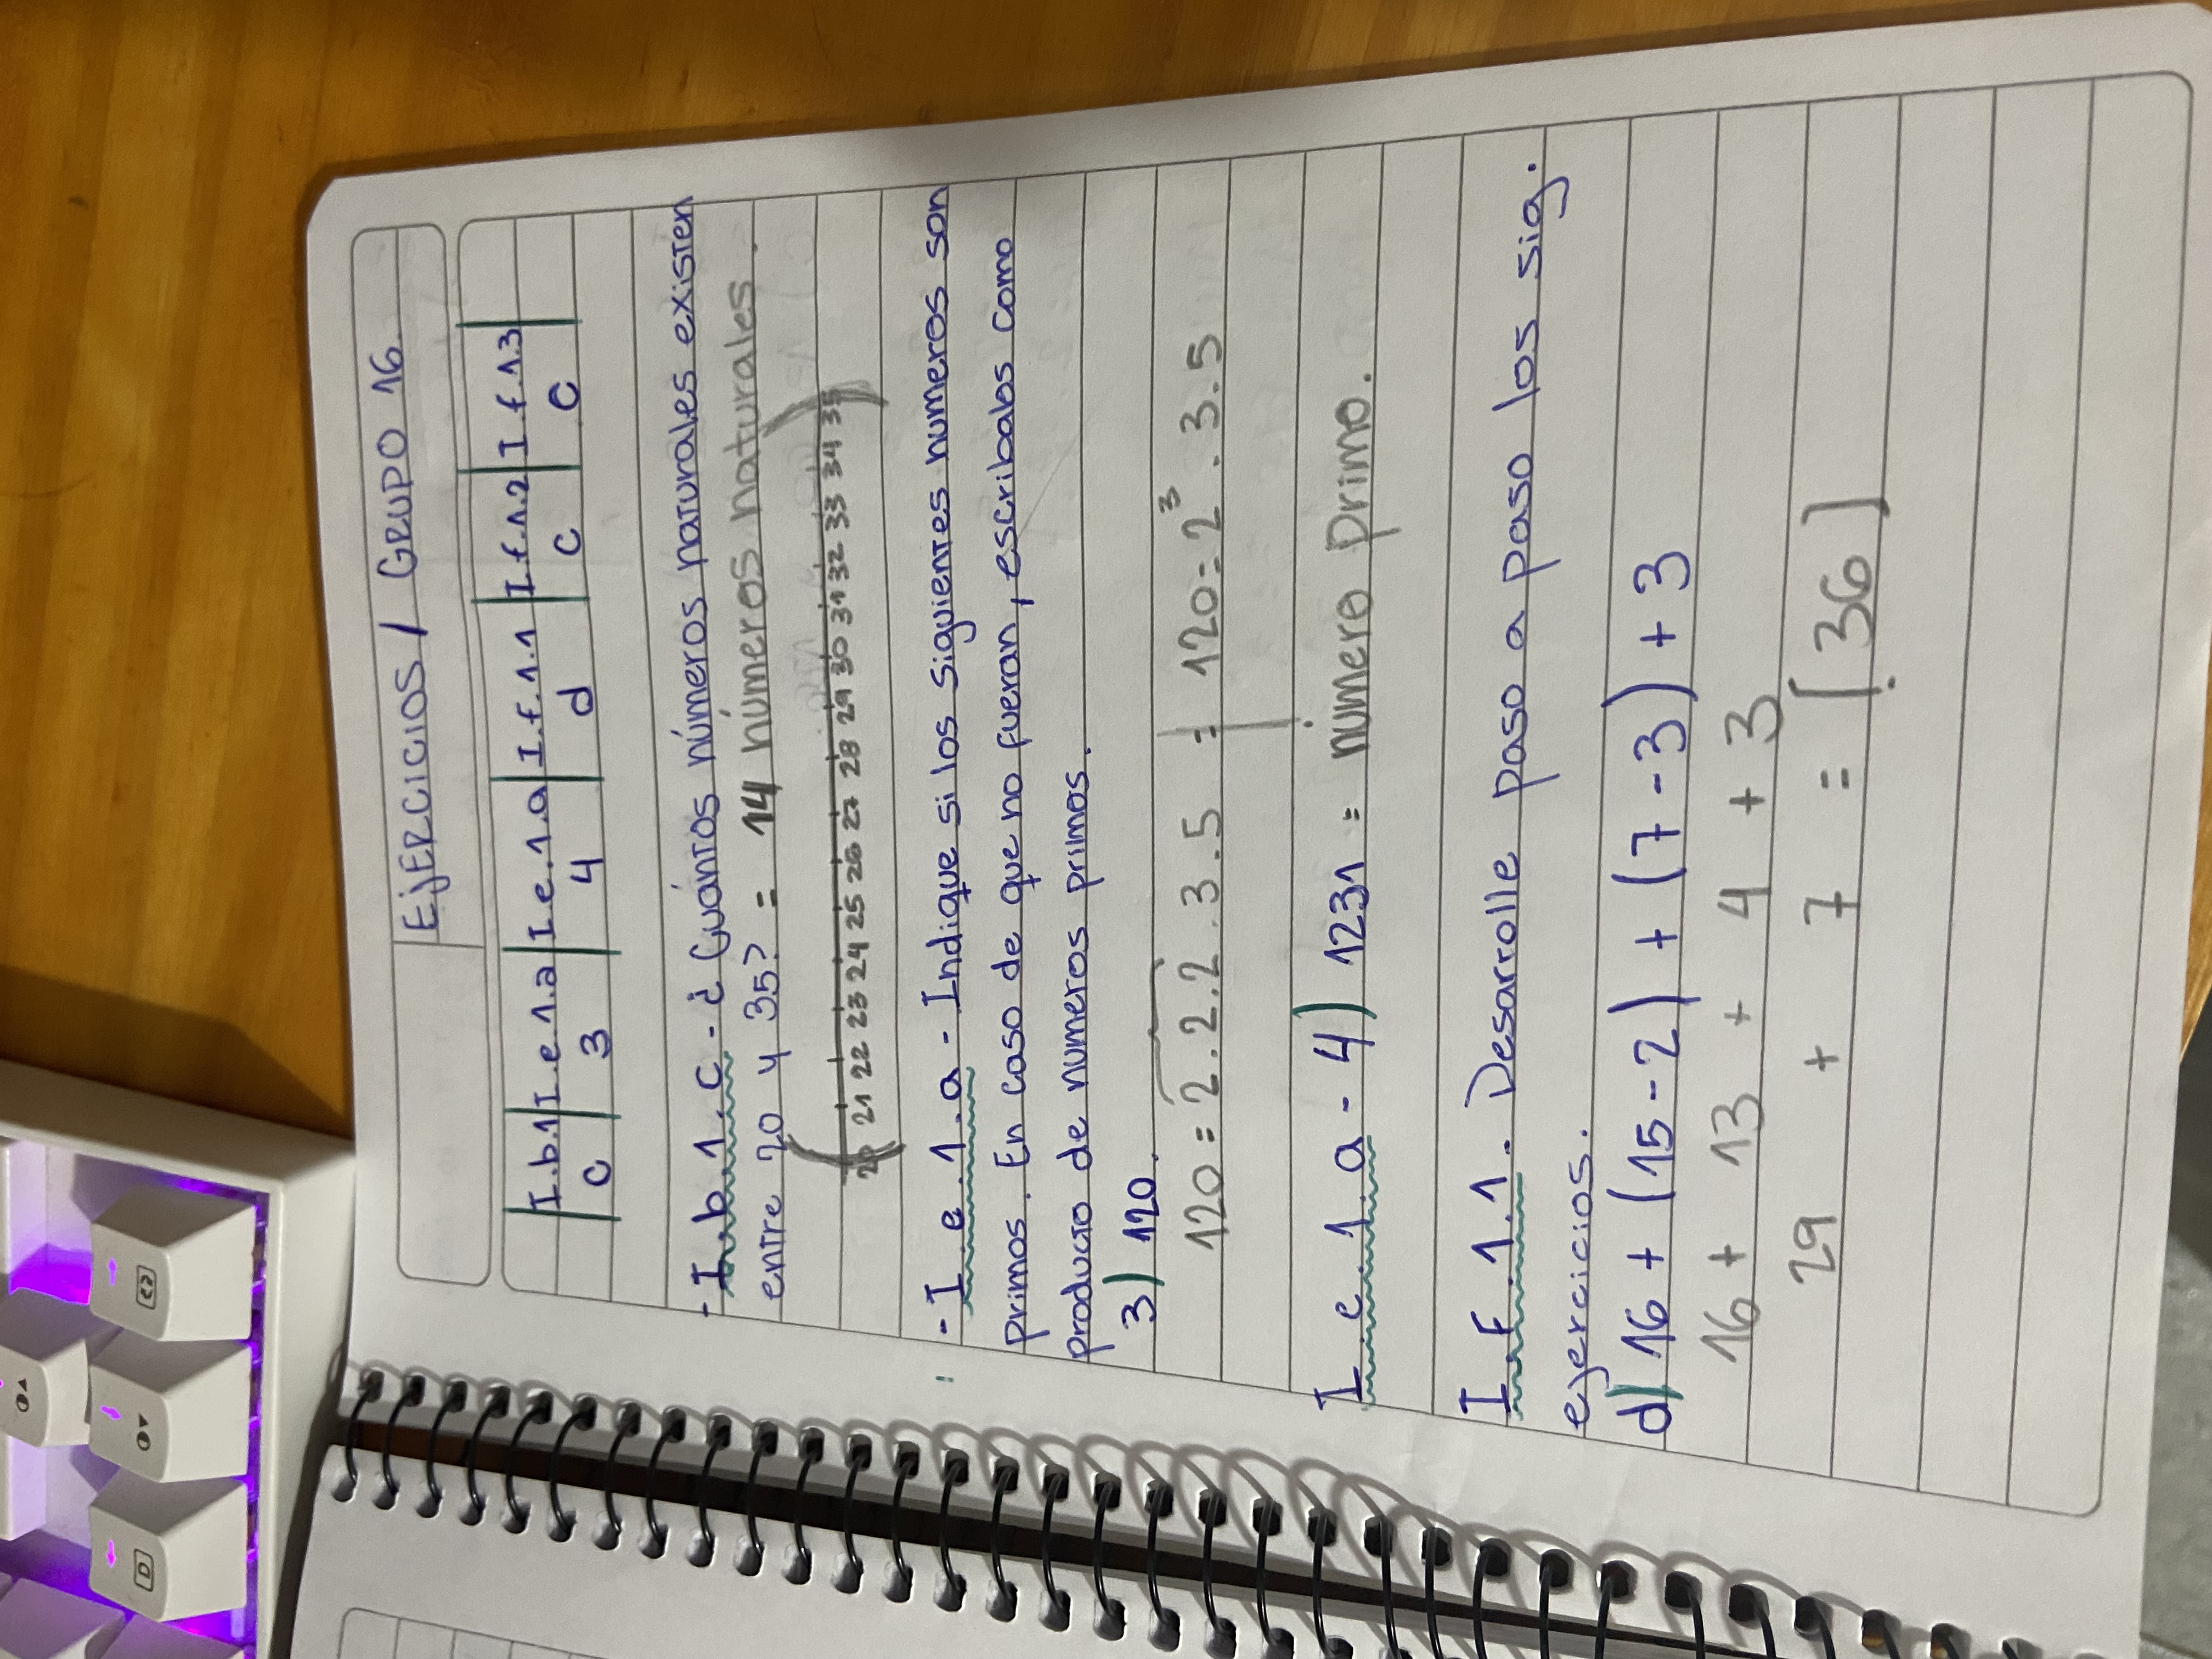 D
EJERCICIOS / GRUPO 16
I.b.1 I.e.1.a I.e.1.a I.f.1.1 I.f.1.2 I.f.1.3
c 3 4 d c c
- I.b.1.c - ¿Cuántos números naturales existen
entre 20 y 35? = 14 números naturales.
20 21 22 23 24 25 26 27 28 29 30 31 32 33 34 35
- I.e.1.a - Indique si los siguientes numeros son
primos. En caso de que no fueran, escribalos como
producto de numeros primos.
3) 120.
120 = 2.2.2.3.5 = 120 = 2³.3.5
I.e.1.a - 4) 1231 = número primo.
I.F.1.1. Desarrolle paso a paso los sig.
ejercicios.
d) 16 + (15 - 2) + (7 - 3) + 3
16 + 13 + 4 + 3
29 + 7 = [36]